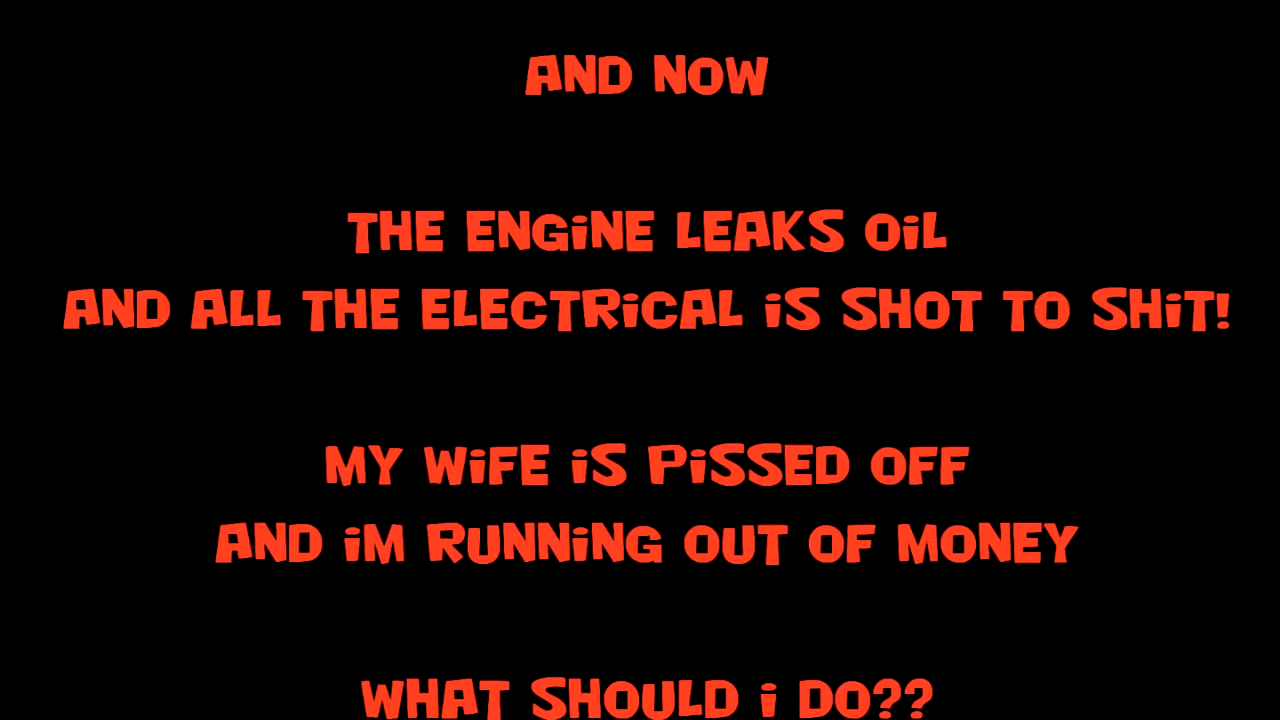 AND NOW
THE ENGiNE LEAKS OiL
AND ALL THE ELECTRiCAL iS SHOT TO SHiT!
MY WiFE iS PiSSED OFF
AND iM RUNNiNG OUT OF MONEY
WHAT SHOULD i DO??